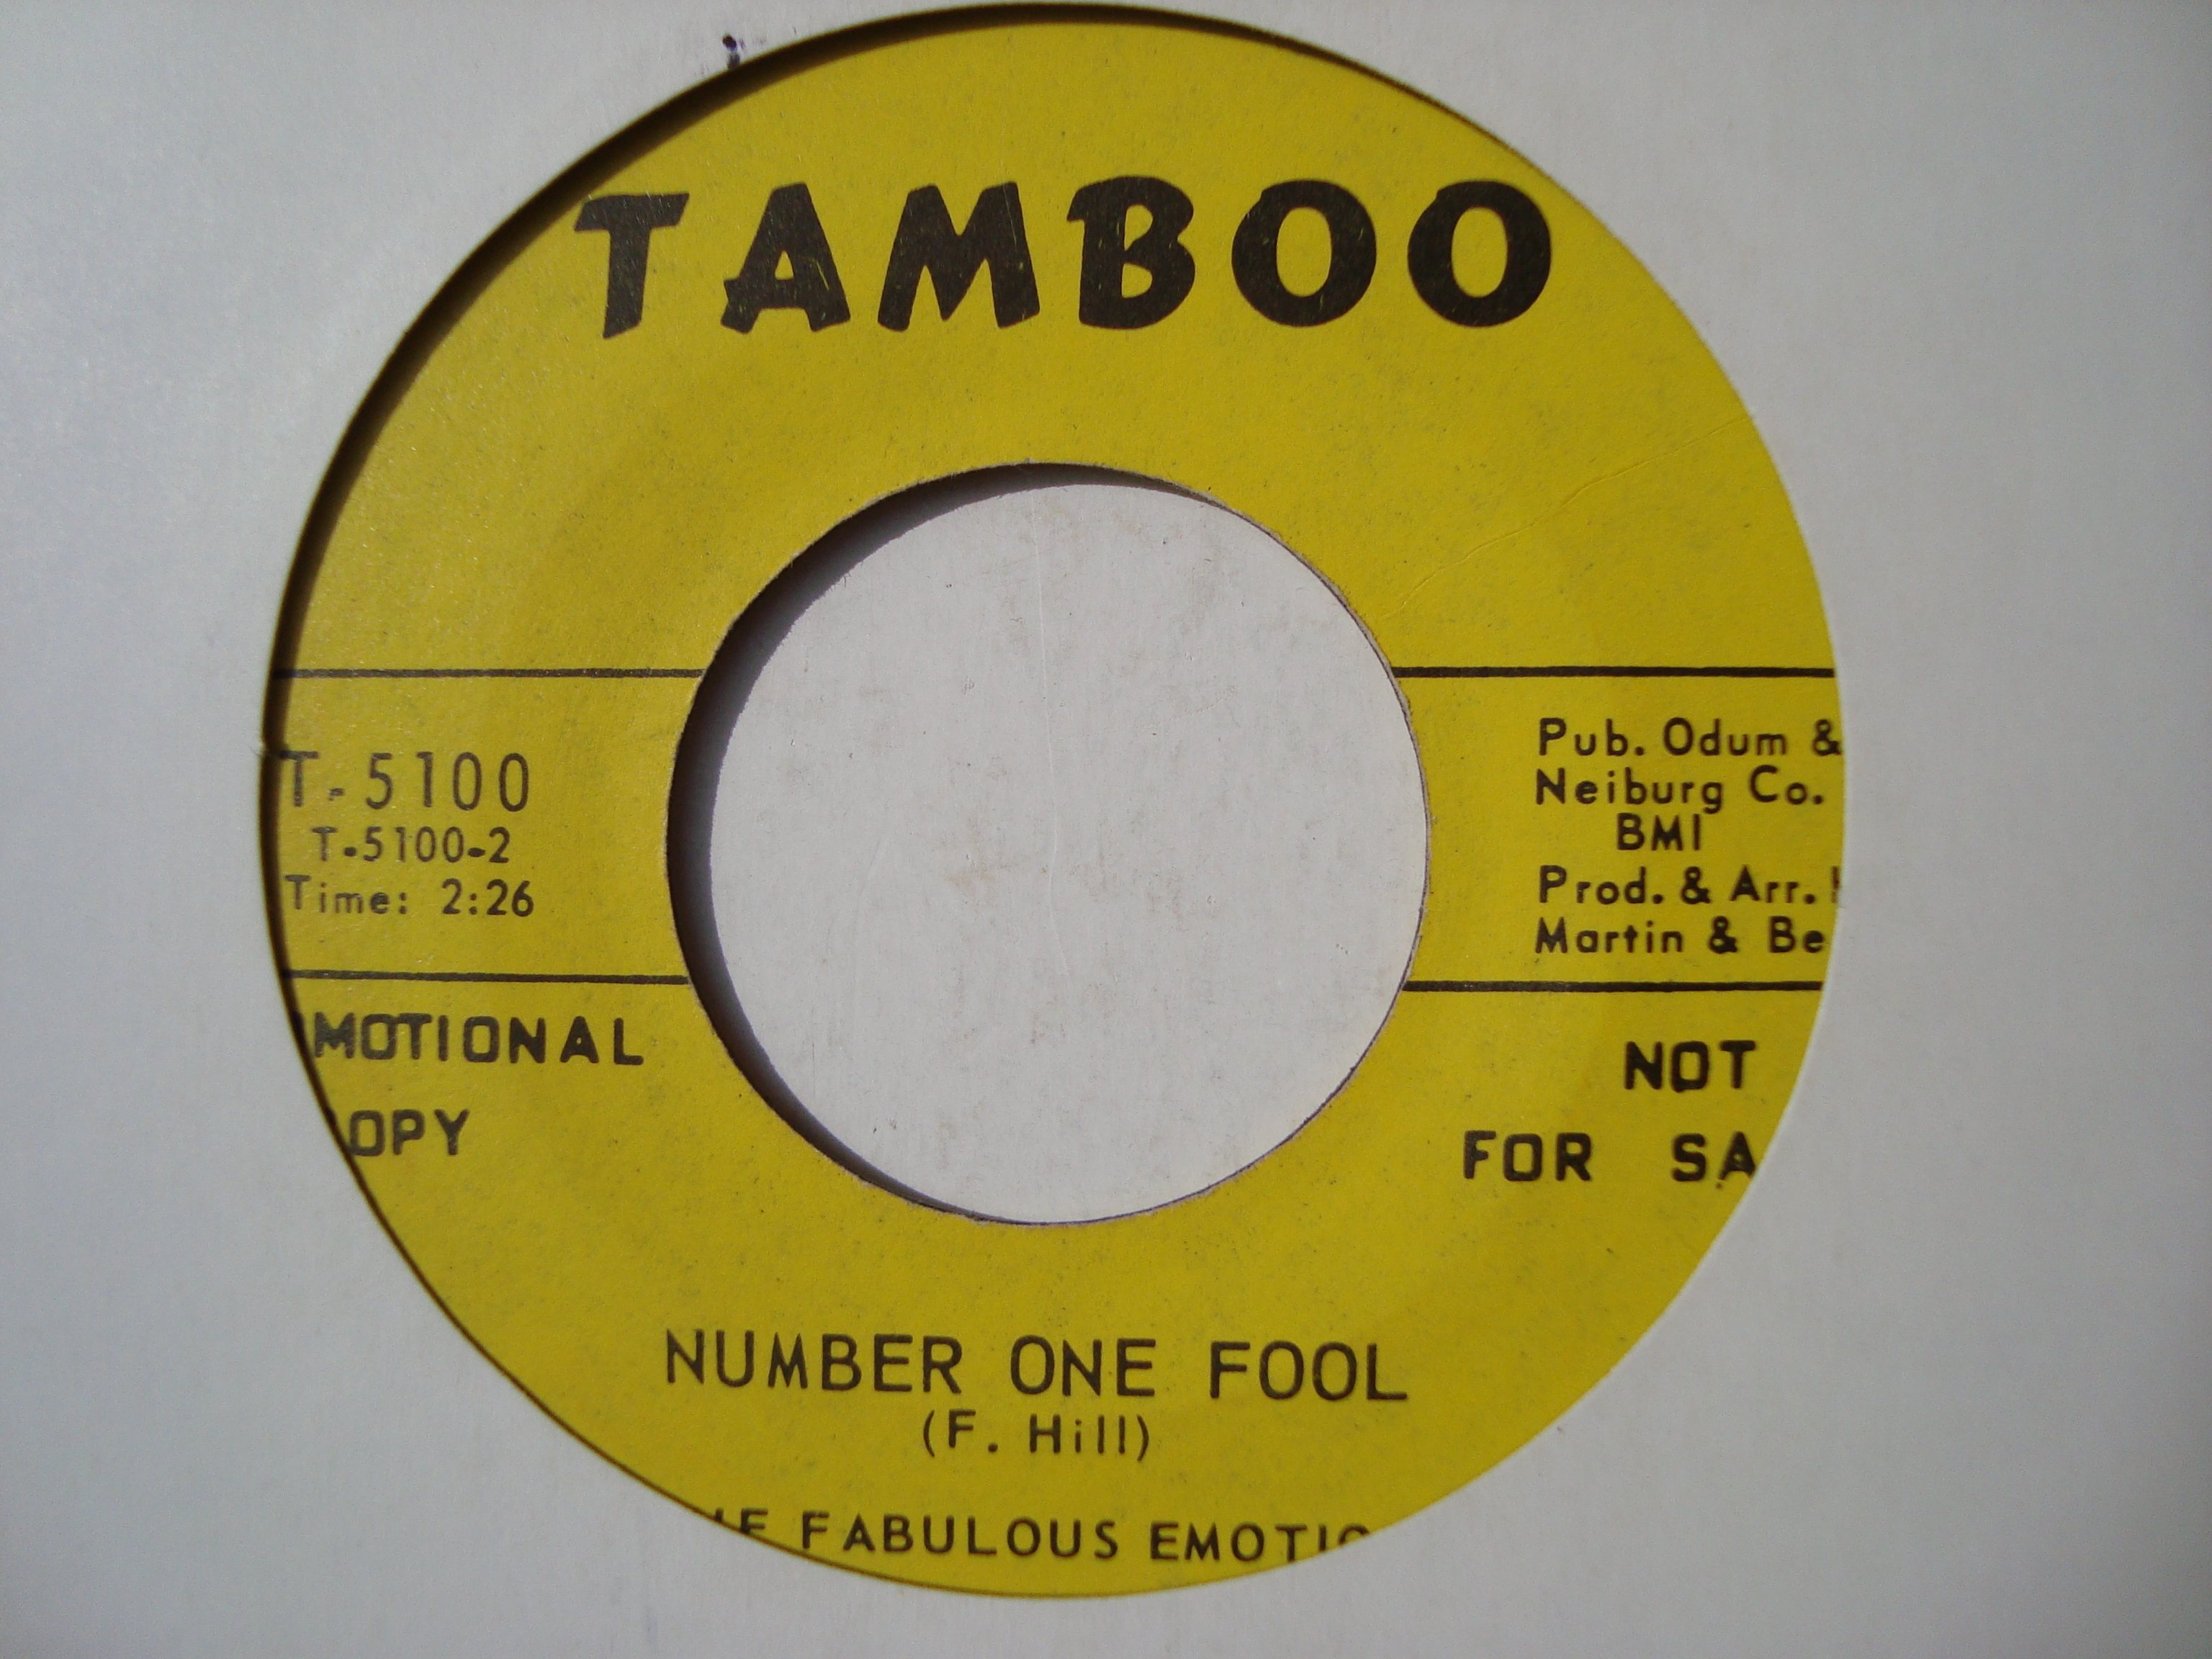 TAMBOO
T-5100
T-5100-2
Time: 2:26
Pub. Odum &
Neiburg Co.
BMI
Prod. & Arr.
Martin & Be
MOTIONAL
OPY
NOT
FOR SA
NUMBER ONE FOOL
(F. Hill)
HE FABULOUS EMOTIO